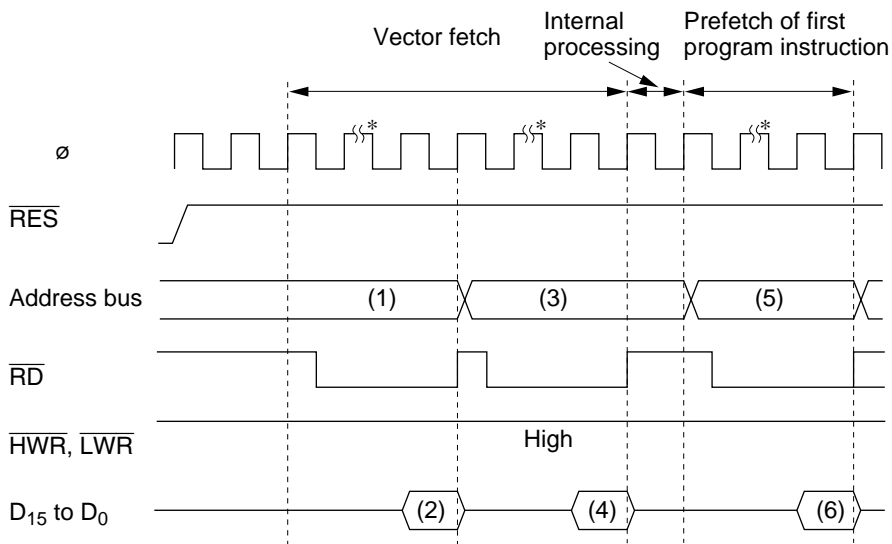 Vector fetch
Internal
processing
Prefetch of first
program instruction
ø
*
*
*
RES
Address bus
(1)
(3)
(5)
RD
HWR, LWR
High
D15 to D0
(2)
(4)
(6)